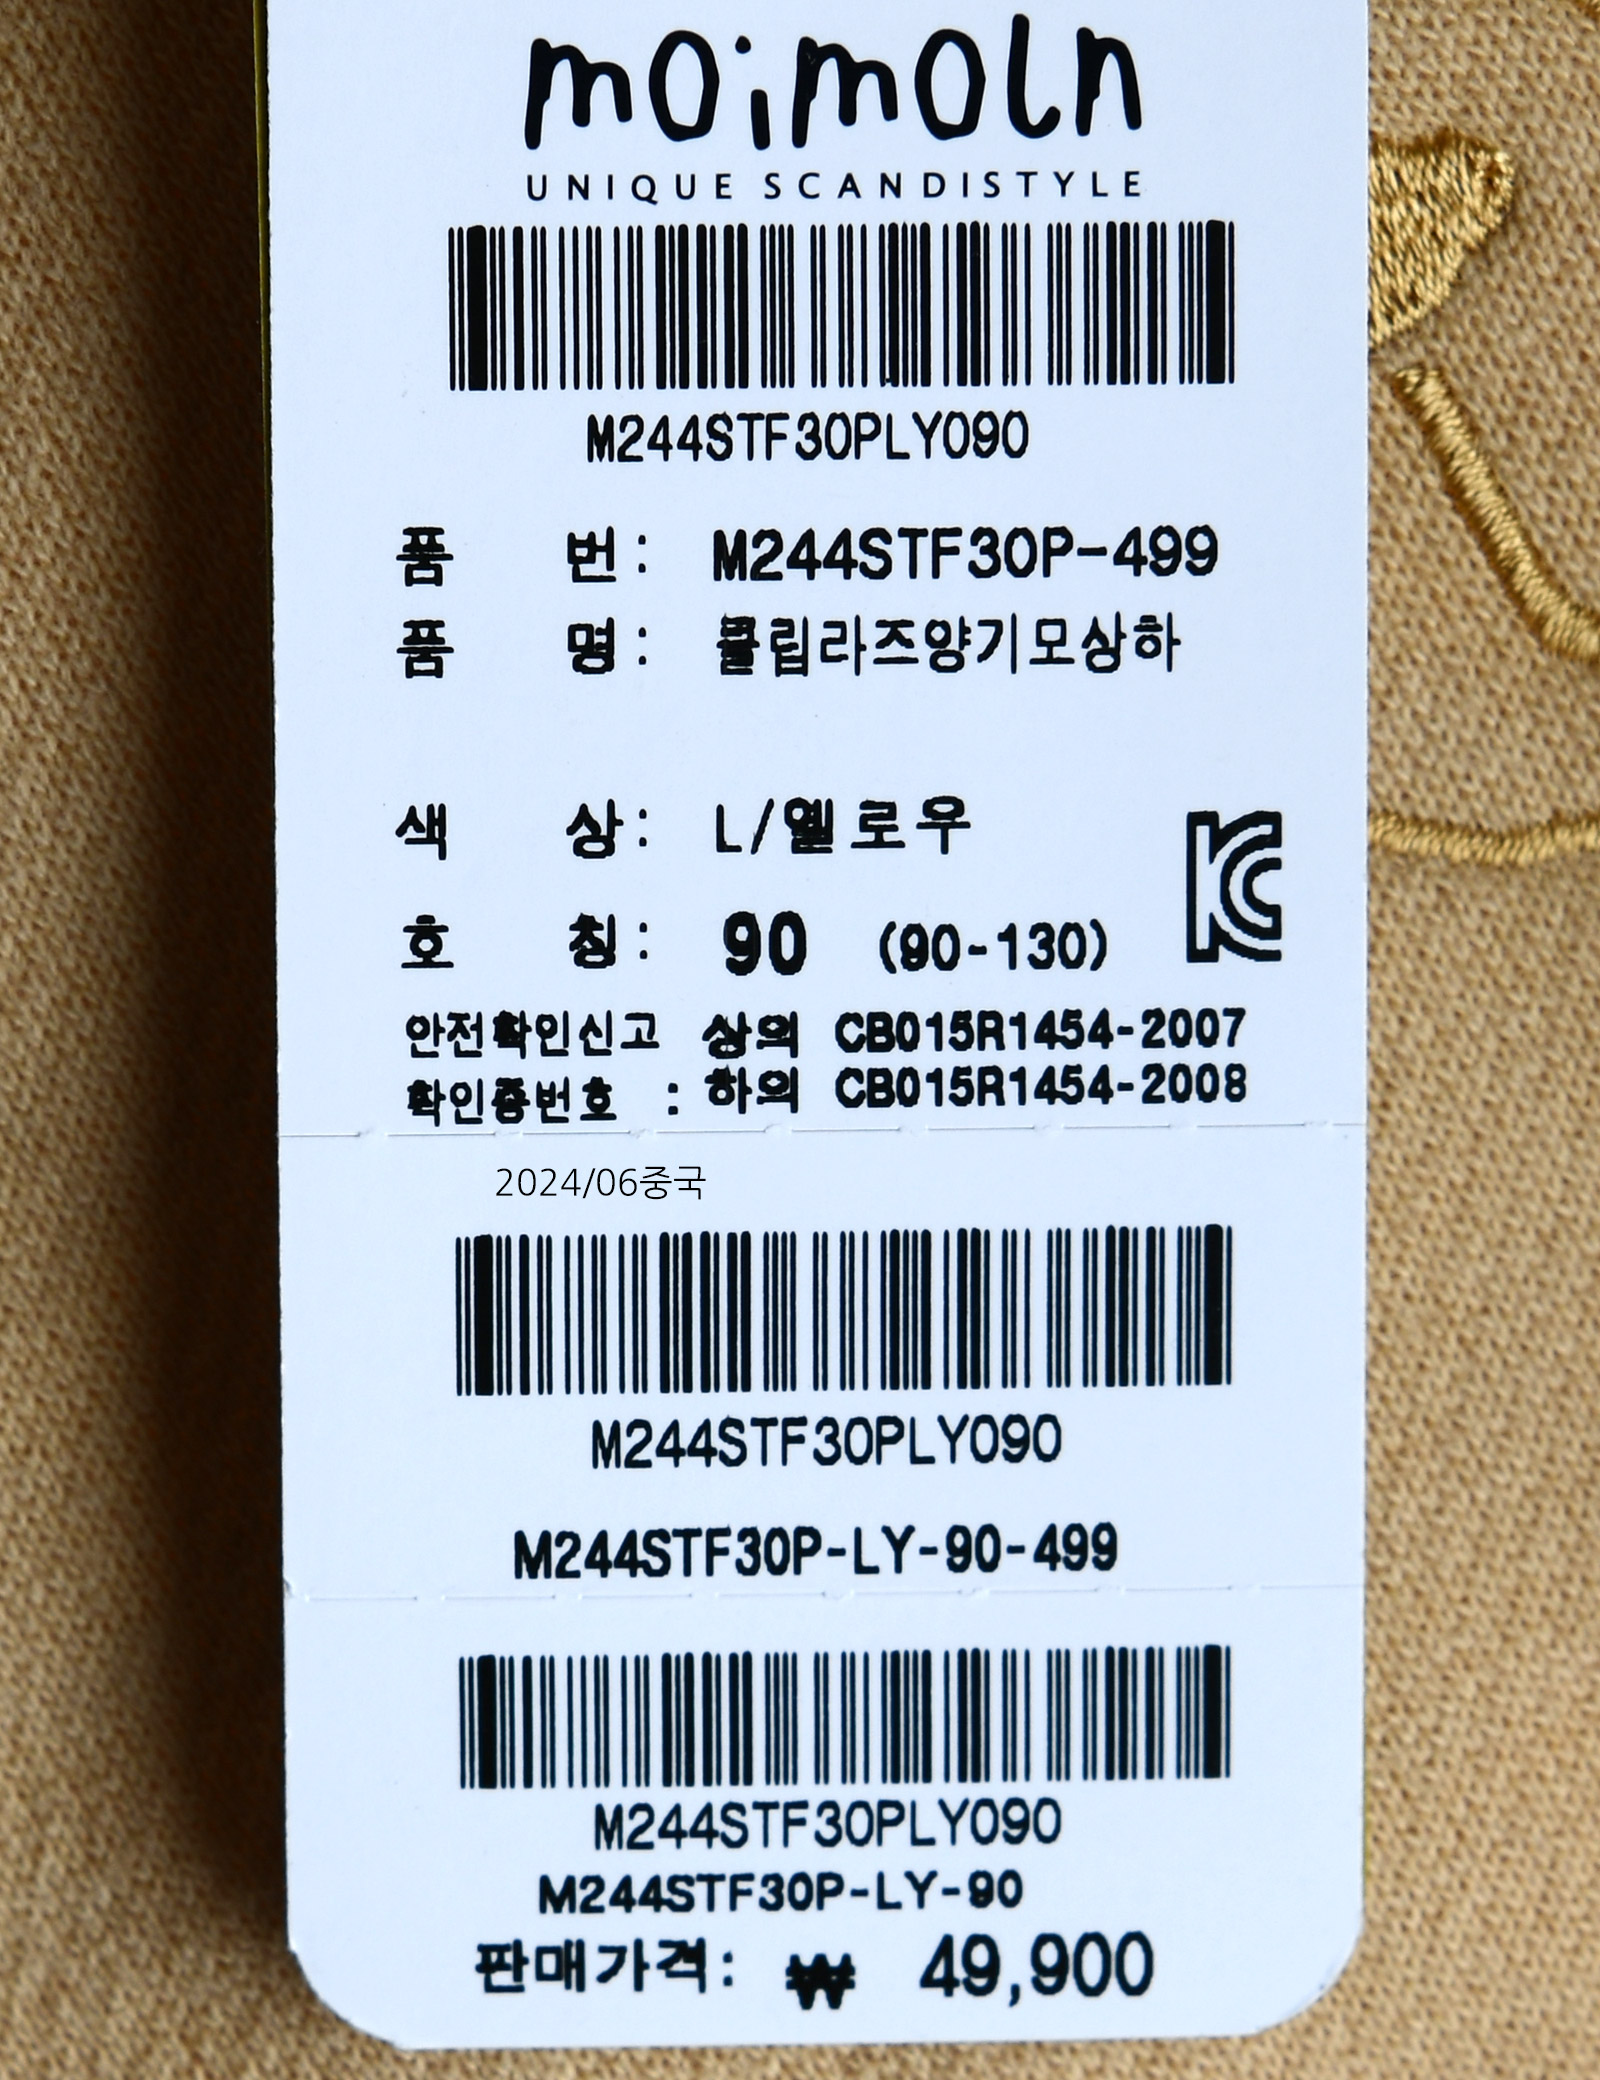 moimoln
UNIQUE SCANDISTYLE
M244STF30PLY090
품 번: M244STF30P-499
품 명: 클립라즈양기모상하
색 상: L/옐로우
호 칭: 90 (90-130)
안전확인신고 상의 CB015R1454-2007
확인증번호 : 하의 CB015R1454-2008
2024/06중국
M244STF30PLY090
M244STF30P-LY-90-499
M244STF30PLY090
M244STF30P-LY-90
판매가격: ₩ 49,900